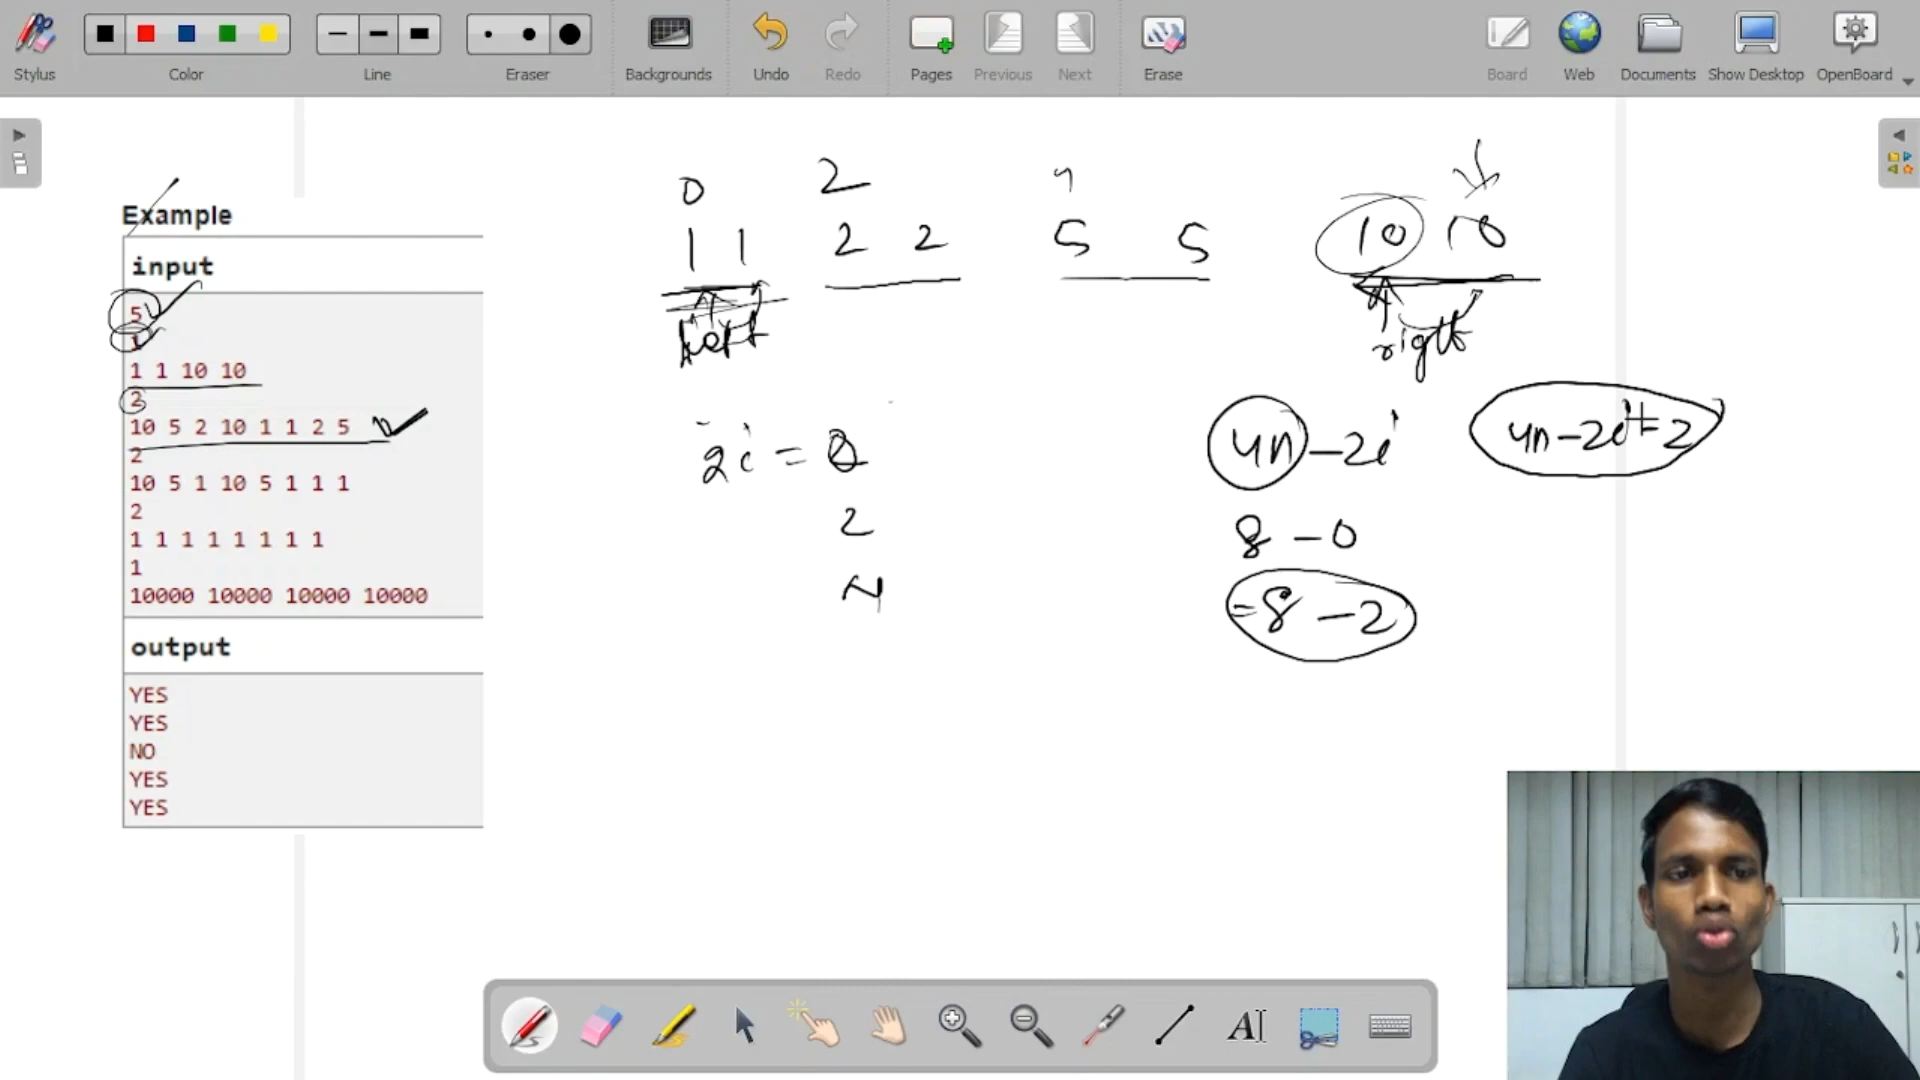 Stylus
Color
Line
Eraser
Backgrounds
Undo
Redo
Pages
Previous
Next
Erase
Board
Web
Documents
Show Desktop
OpenBoard
Example
input
5
1
1 1 10 10
2
10 5 2 10 1 1 2 5
2
10 5 1 10 5 1 1 1
2
1 1 1 1 1 1 1 1
1
10000 10000 10000 10000
output
YES
YES
NO
YES
YES
0 2 4
1 1 2 2 5 5 10 10
left right
2i = 0
2
4
4n - 2i
8 - 0
= 8 - 2
4n - 2i + 2